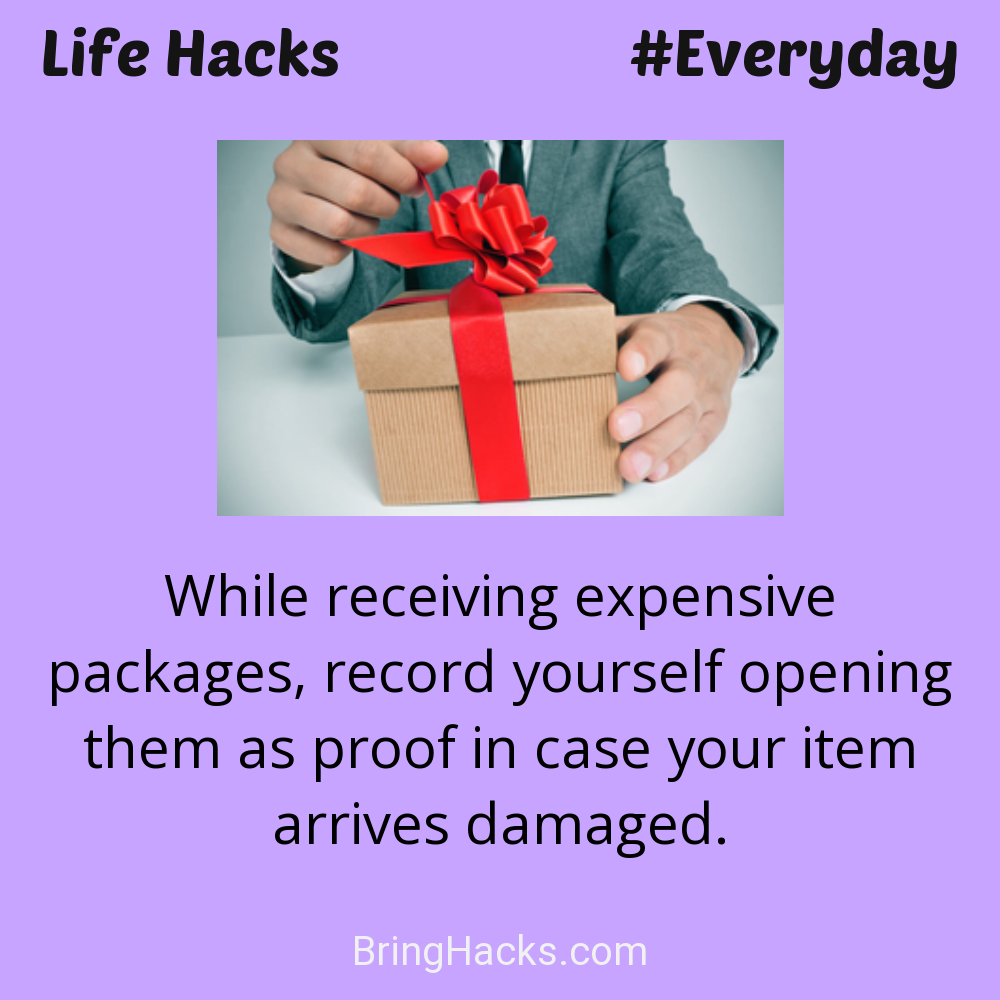 Life Hacks
#Everyday
While receiving expensive
packages, record yourself opening
them as proof in case your item
arrives damaged.
BringHacks.com